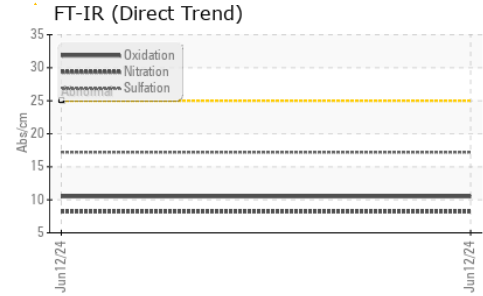 FT-IR (Direct Trend)
35
30
25
20
15
10
5
Abs/cm
Oxidation
Nitration
Sulfation
Abnormal
Jun12/24
Jun12/24